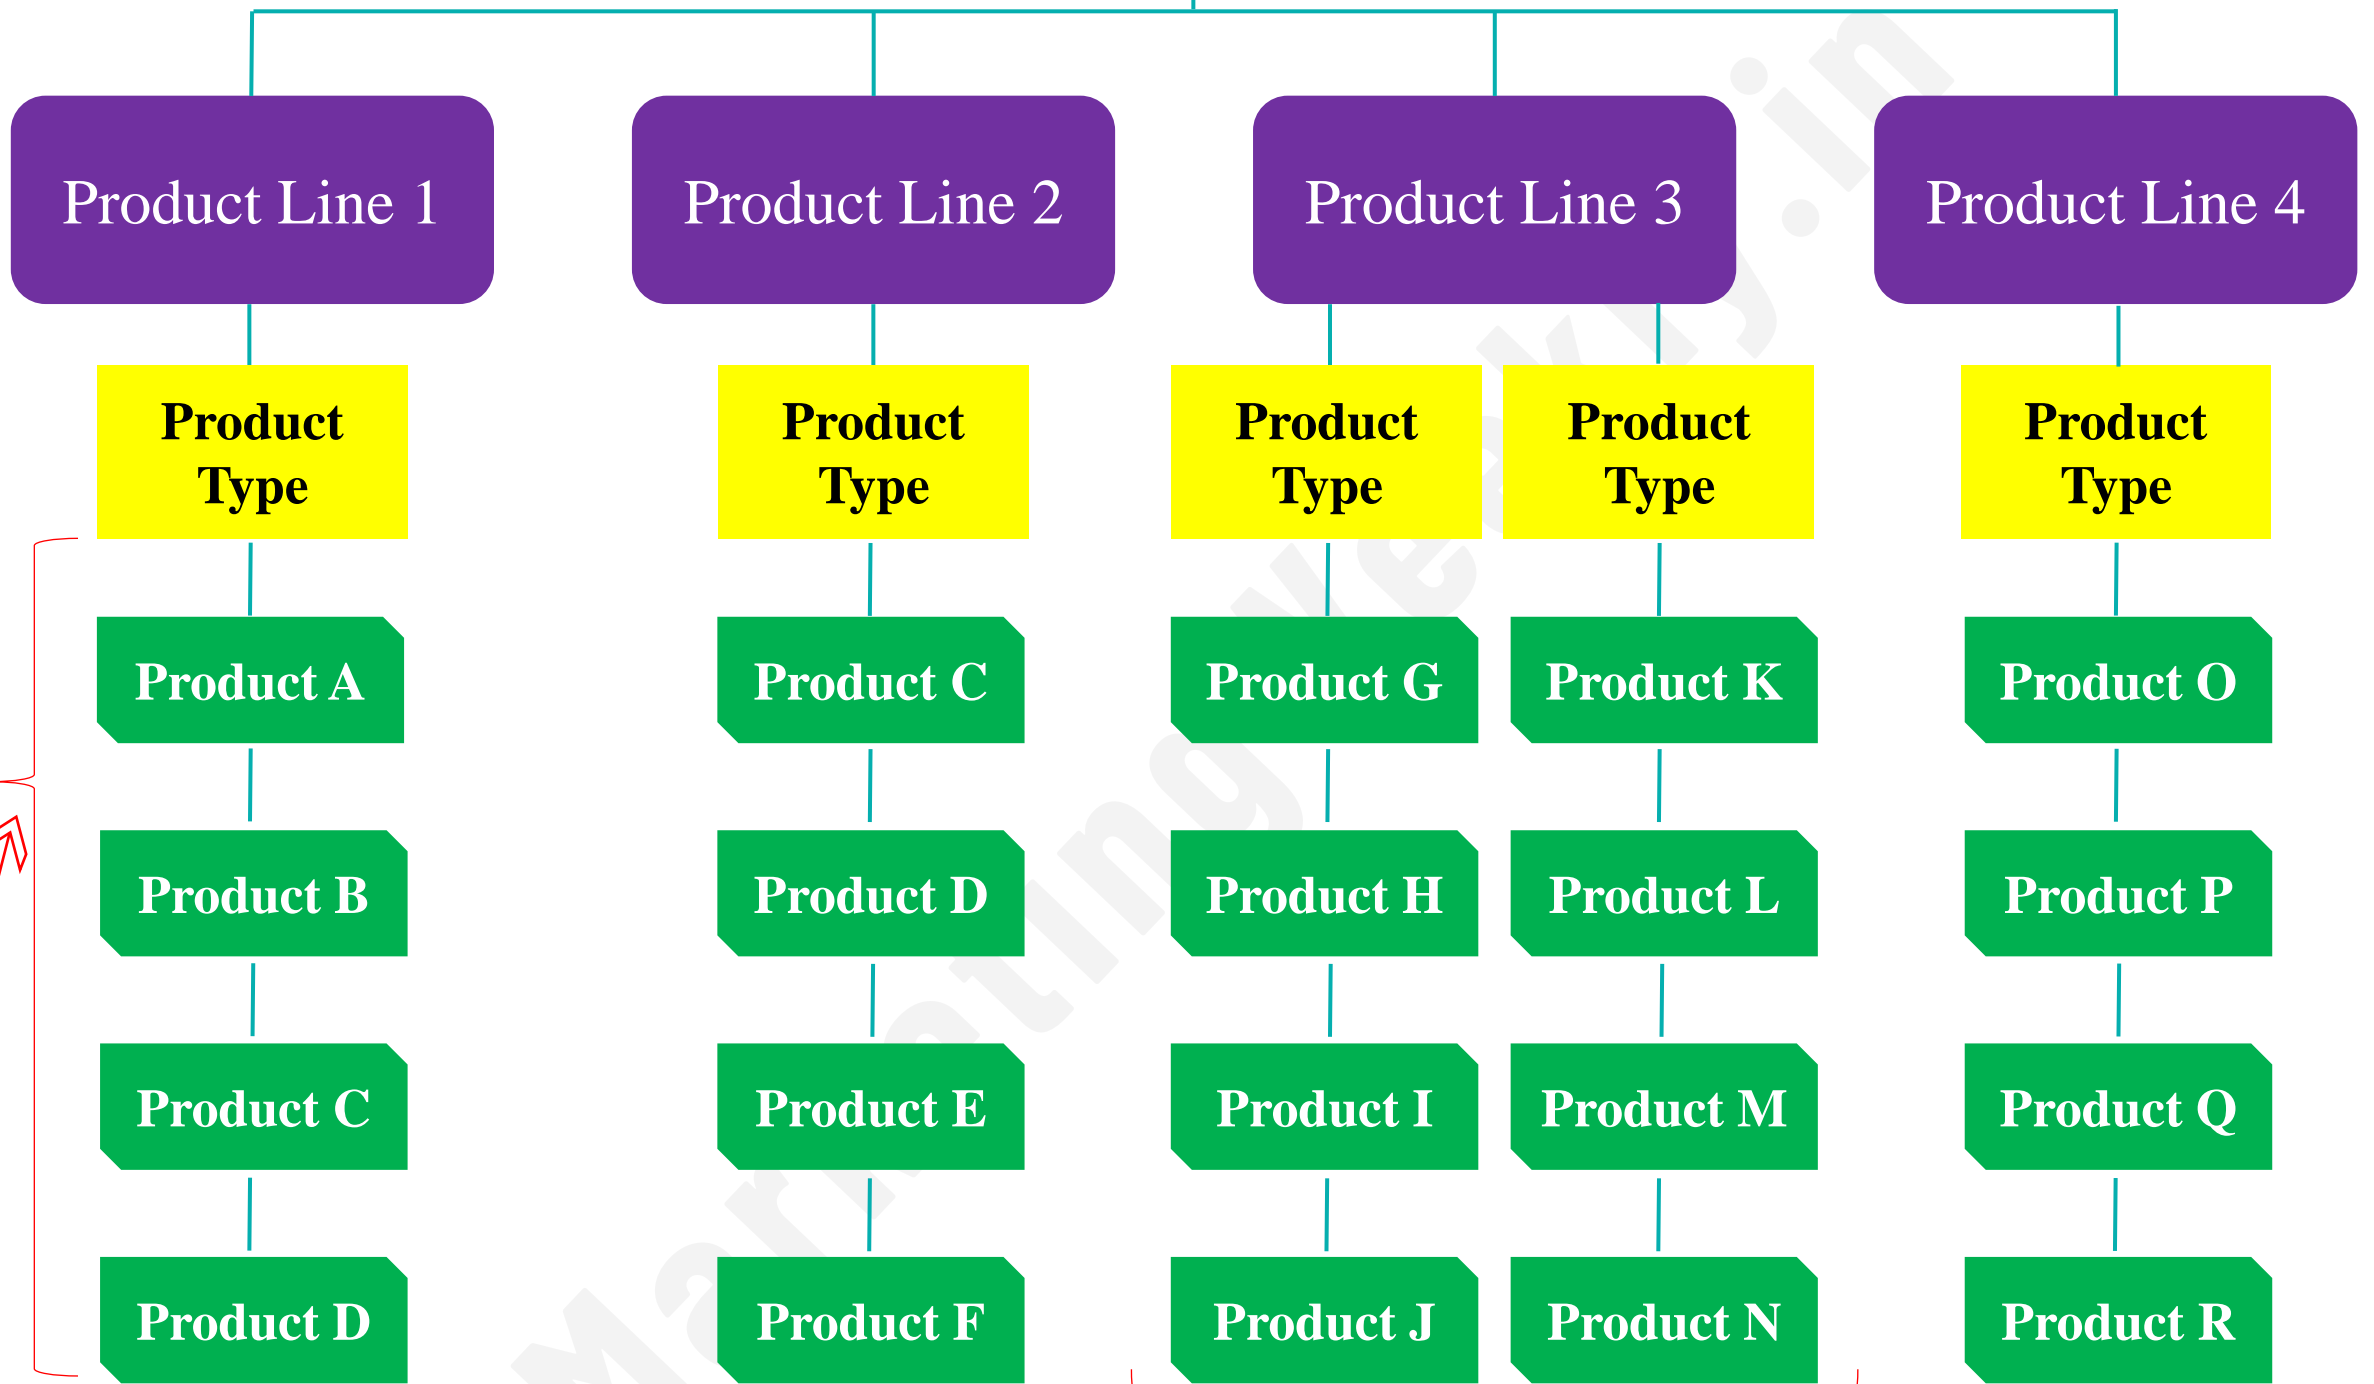 Product Line 1
Product Line 2
Product Line 3
Product Line 4
Product
Type
Product
Type
Product
Type
Product
Type
Product
Type
Product A
Product C
Product G
Product K
Product O
Product B
Product D
Product H
Product L
Product P
Product C
Product E
Product I
Product M
Product Q
Product D
Product F
Product J
Product N
Product R